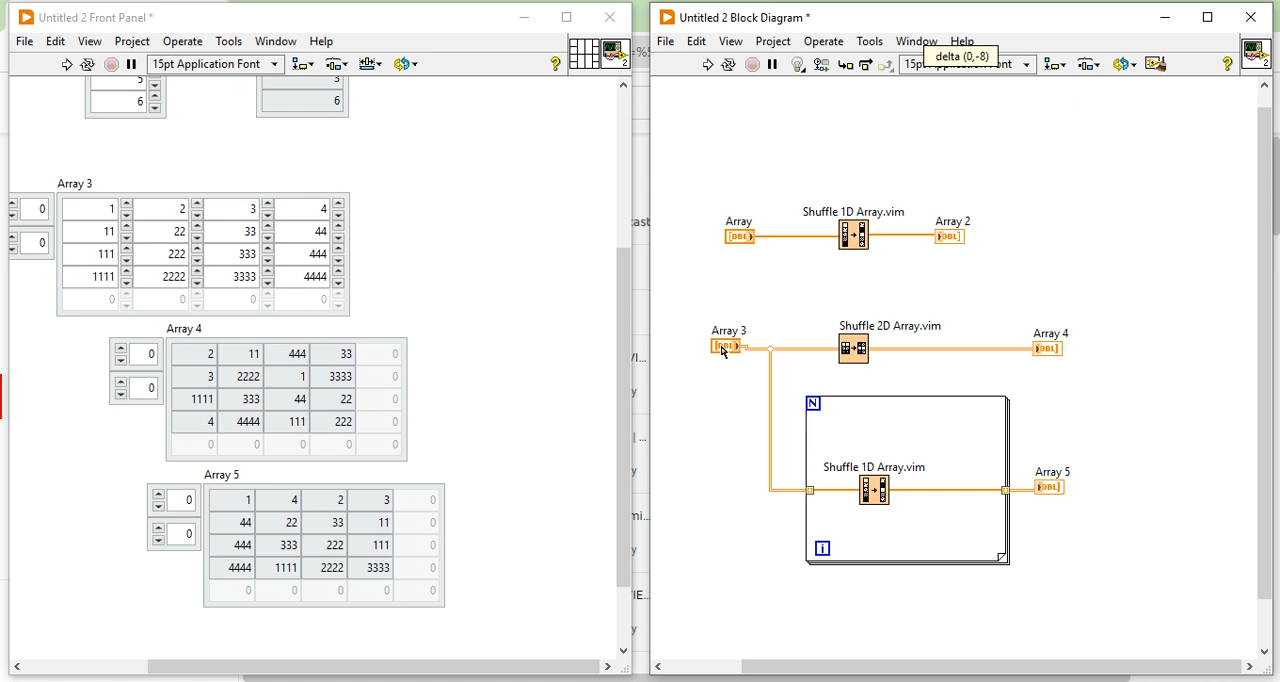 Untitled 2 Front Panel *
File Edit View Project Operate Tools Window Help
15pt Application Font
2
6
6
Array 3
0
0
1 2 3 4
11 22 33 44
111 222 333 444
1111 2222 3333 4444
0 0 0 0
Array 4
0
0
2 11 444 33 0
3 2222 1 3333 0
1111 333 44 22 0
4 4444 111 222 0
0 0 0 0 0
Array 5
0
0
1 4 2 3 0
44 22 33 11 0
444 333 222 111 0
4444 1111 2222 3333 0
0 0 0 0 0
Untitled 2 Block Diagram *
File Edit View Project Operate Tools Window Help
delta (0,-8)
2
Array
DBL
Shuffle 1D Array.vim
Array 2
DBL
Array 3
DBL
Shuffle 2D Array.vim
Array 4
DBL
N
Shuffle 1D Array.vim
i
Array 5
DBL